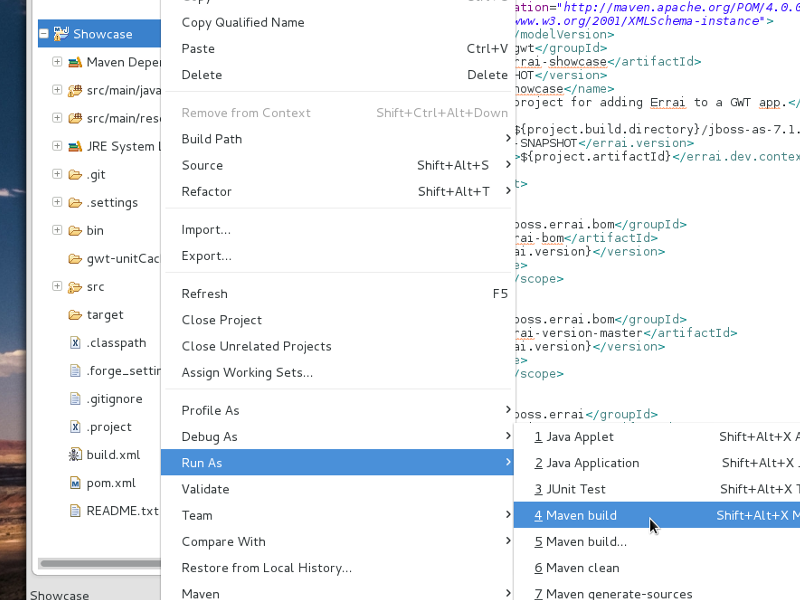 Showcase
Maven Depe
src/main/java
src/main/res
JRE System L
.git
.settings
bin
gwt-unitCac
src
target
.classpath
.forge_settin
.gitignore
.project
build.xml
pom.xml
README.txt
Showcase
Copy Qualified Name
Paste Ctrl+V
Delete Delete
Remove from Context Shift+Ctrl+Alt+Down
Build Path
Source Shift+Alt+S
Refactor Shift+Alt+T
Import...
Export...
Refresh F5
Close Project
Close Unrelated Projects
Assign Working Sets...
Profile As
Debug As
Run As
Validate
Team
Compare With
Restore from Local History...
Maven
1 Java Applet Shift+Alt+X A
2 Java Application Shift+Alt+X J
3 JUnit Test Shift+Alt+X T
4 Maven build Shift+Alt+X M
5 Maven build...
6 Maven clean
7 Maven generate-sources
ation="http://maven.apache.org/POM/4.0.0
ww.w3.org/2001/XMLSchema-instance">
/modelVersion>
gwt</groupId>
rai-showcase</artifactId>
HOT</version>
howcase</name>
project for adding Errai to a GWT app.</
${project.build.directory}/jboss-as-7.1.
-SNAPSHOT</errai.version>
>${project.artifactId}</errai.dev.contex
t>
boss.errai.bom</groupId>
rai-bom</artifactId>
ai.version}</version>
e>
/scope>
boss.errai.bom</groupId>
rai-version-master</artifactId>
ai.version}</version>
e>
/scope>
boss.errai</groupId>